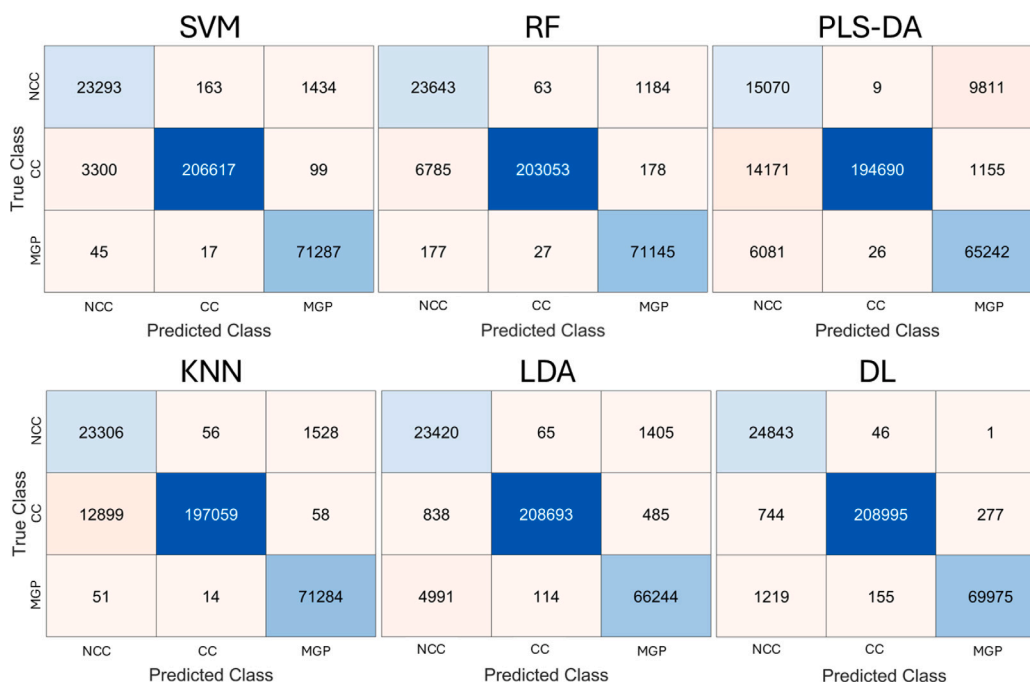 SVM RF PLS-DA
NCC 23293 163 1434 23643 63 1184 15070 9 9811
True Class CC 3300 206617 99 6785 203053 178 14171 194690 1155
MGP 45 17 71287 177 27 71145 6081 26 65242
NCC CC MGP NCC CC MGP NCC CC MGP
Predicted Class Predicted Class Predicted Class
KNN LDA DL
NCC 23306 56 1528 23420 65 1405 24843 46 1
True Class CC 12899 197059 58 838 208693 485 744 208995 277
MGP 51 14 71284 4991 114 66244 1219 155 69975
NCC CC MGP NCC CC MGP NCC CC MGP
Predicted Class Predicted Class Predicted Class